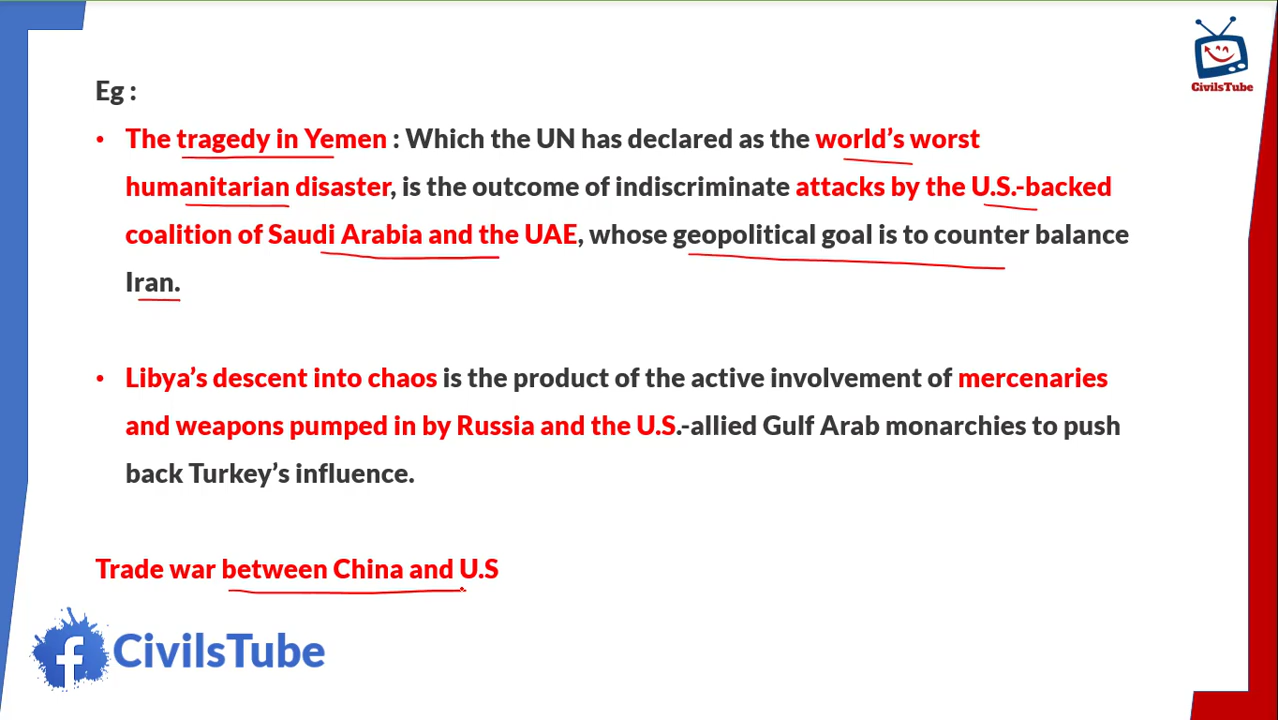 CivilsTube
Eg :
• The tragedy in Yemen : Which the UN has declared as the world’s worst
humanitarian disaster, is the outcome of indiscriminate attacks by the U.S.-backed
coalition of Saudi Arabia and the UAE, whose geopolitical goal is to counter balance
Iran.
• Libya’s descent into chaos is the product of the active involvement of mercenaries
and weapons pumped in by Russia and the U.S.-allied Gulf Arab monarchies to push
back Turkey’s influence.
Trade war between China and U.S
f CivilsTube